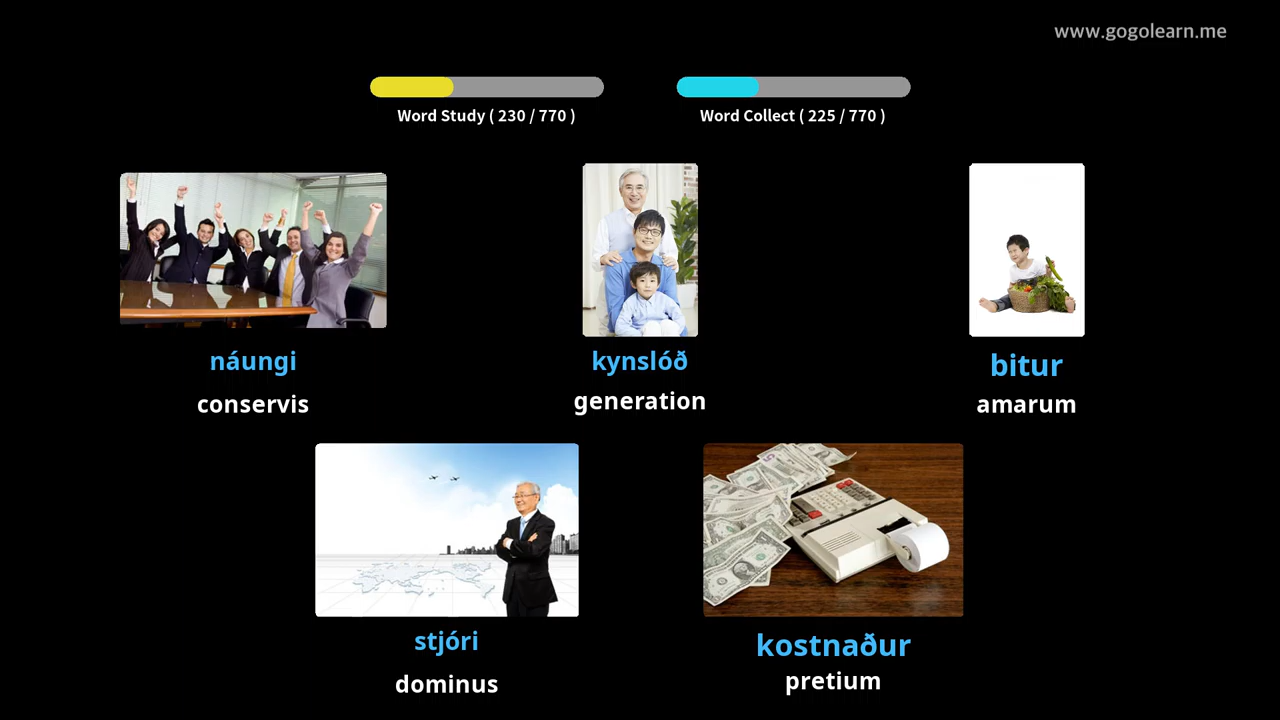 www.gogolearn.me
Word Study ( 230 / 770 )
Word Collect ( 225 / 770 )
náungi
kynslóð
bitur
conservis
generation
amarum
stjóri
kostnaður
dominus
pretium